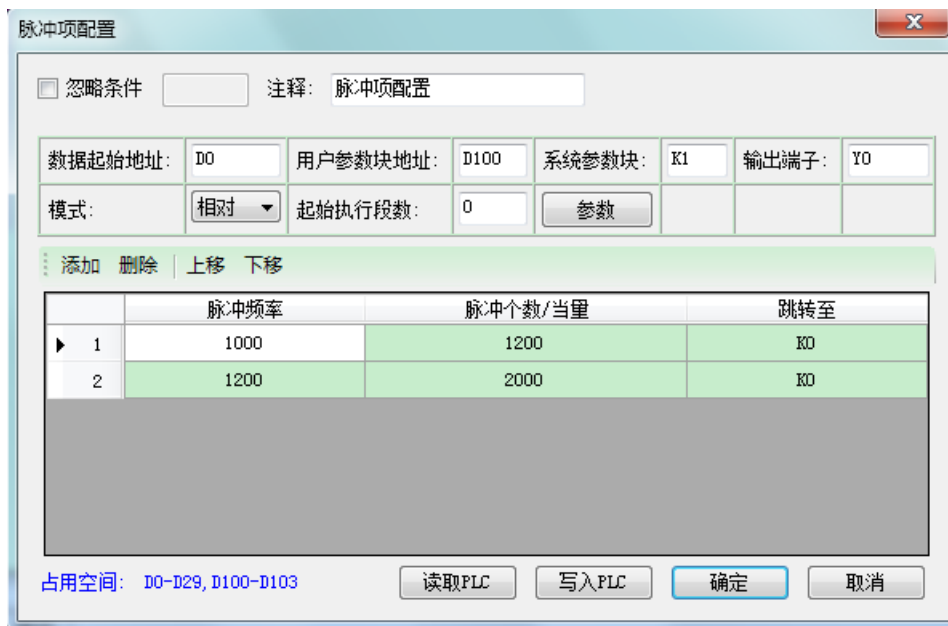 脉冲项配置
忽略条件 注释: 脉冲项配置
数据起始地址: D0 用户参数块地址: D100 系统参数块: K1 输出端子: Y0
模式: 相对 起始执行段数: 0 参数
添加 删除 上移 下移
脉冲频率 脉冲个数/当量 跳转至
1 1000 1200 K0
2 1200 2000 K0
占用空间: D0-D29,D100-D103 读取PLC 写入PLC 确定 取消